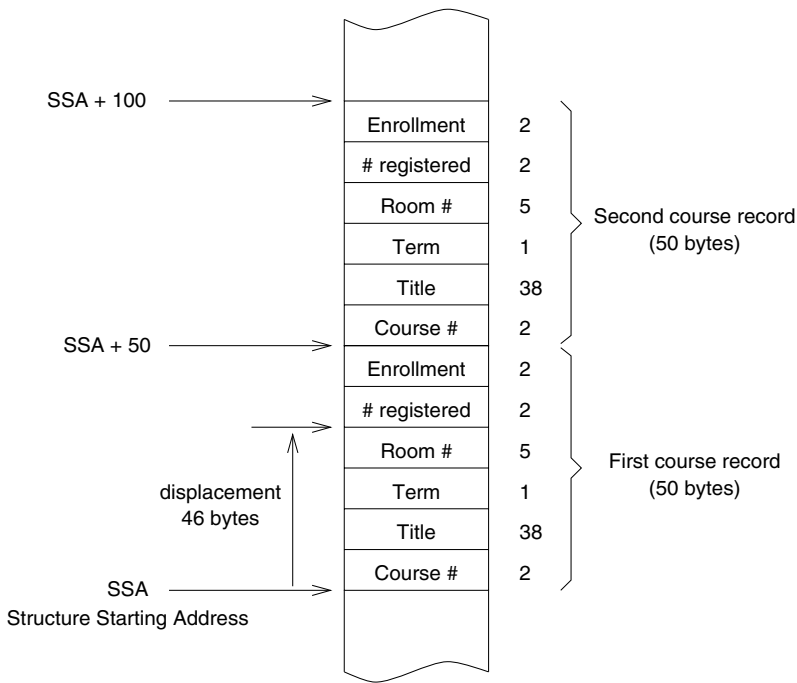 SSA + 100
Enrollment 2
# registered 2
Room # 5
Term 1
Title 38
Course # 2
Second course record
(50 bytes)
SSA + 50
Enrollment 2
# registered 2
Room # 5
Term 1
Title 38
Course # 2
First course record
(50 bytes)
displacement
46 bytes
SSA
Structure Starting Address